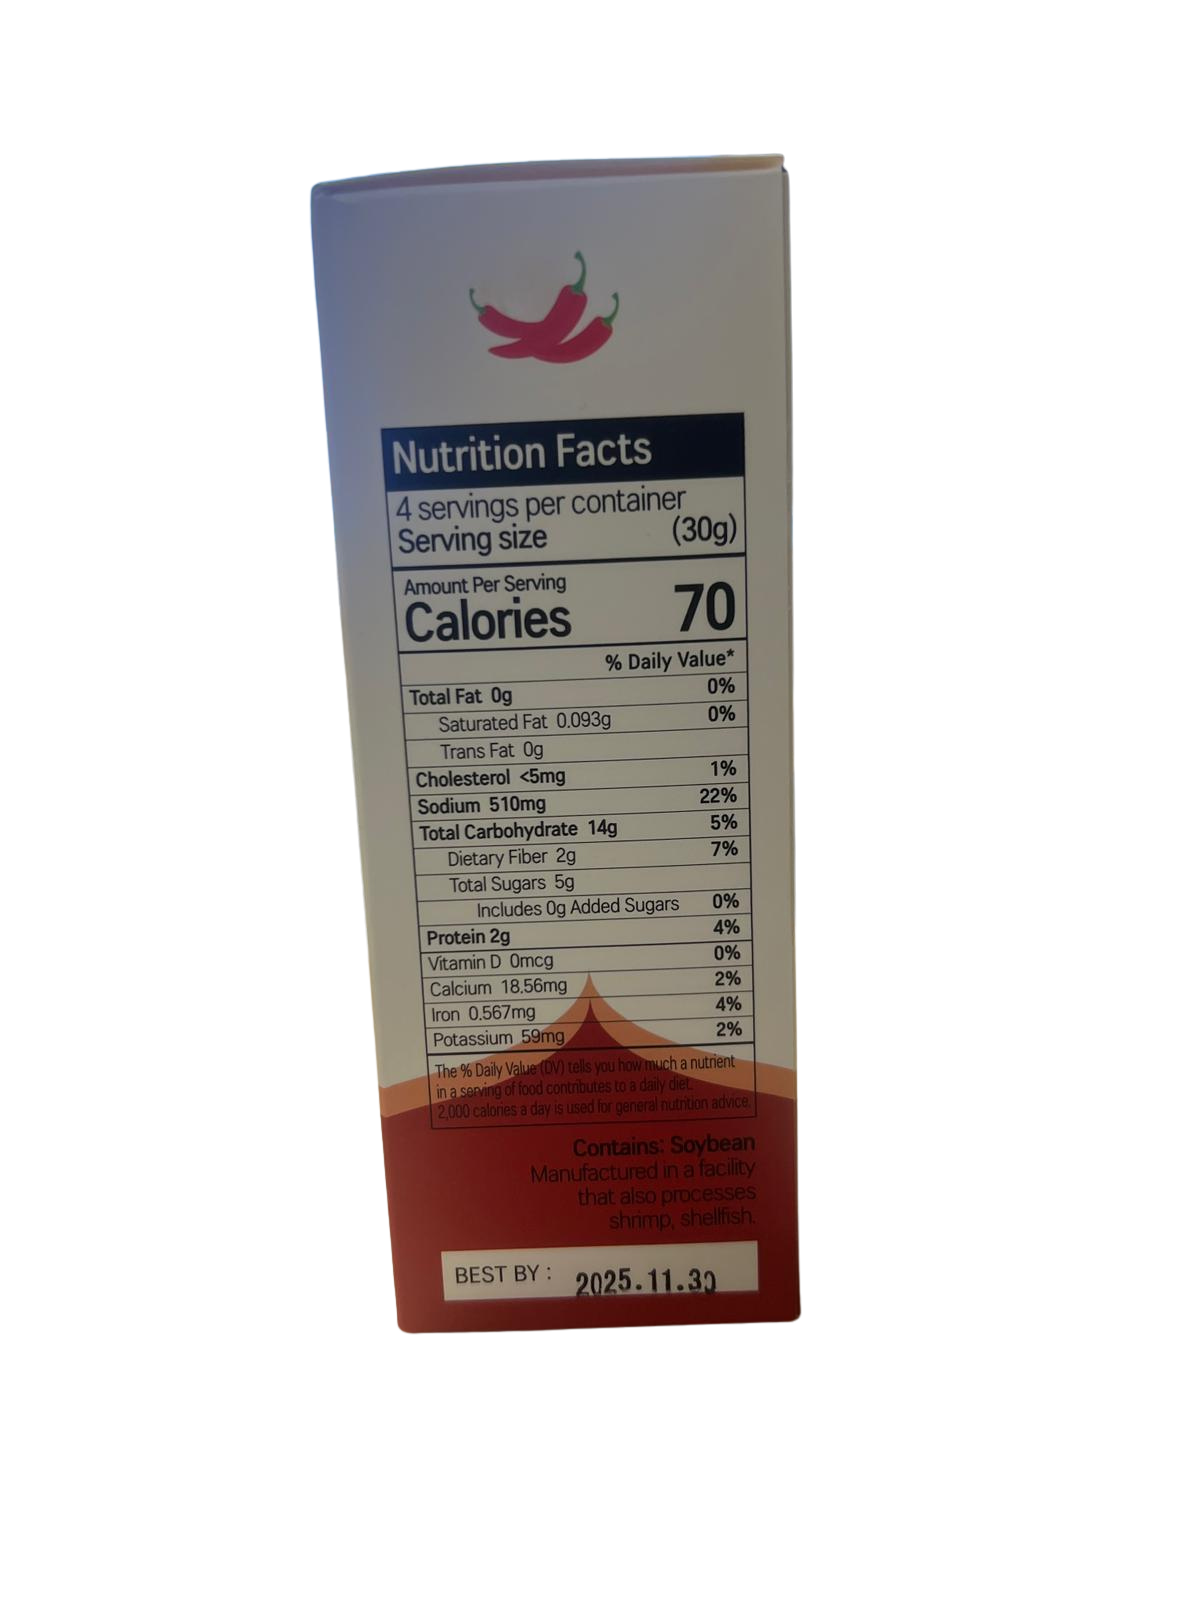 Nutrition Facts
4 servings per container
Serving size (30g)
Amount Per Serving
Calories 70
% Daily Value*
Total Fat 0g 0%
Saturated Fat 0.093g 0%
Trans Fat 0g
Cholesterol <5mg 1%
Sodium 510mg 22%
Total Carbohydrate 14g 5%
Dietary Fiber 2g 7%
Total Sugars 5g
Includes 0g Added Sugars 0%
Protein 2g 4%
Vitamin D 0mcg 0%
Calcium 18.56mg 2%
Iron 0.567mg 4%
Potassium 59mg 2%
The % Daily Value (DV) tells you how much a nutrient
in a serving of food contributes to a daily diet.
2,000 calories a day is used for general nutrition advice.
Contains: Soybean
Manufactured in a facility
that also processes
shrimp, shellfish.
BEST BY : 2025.11.30